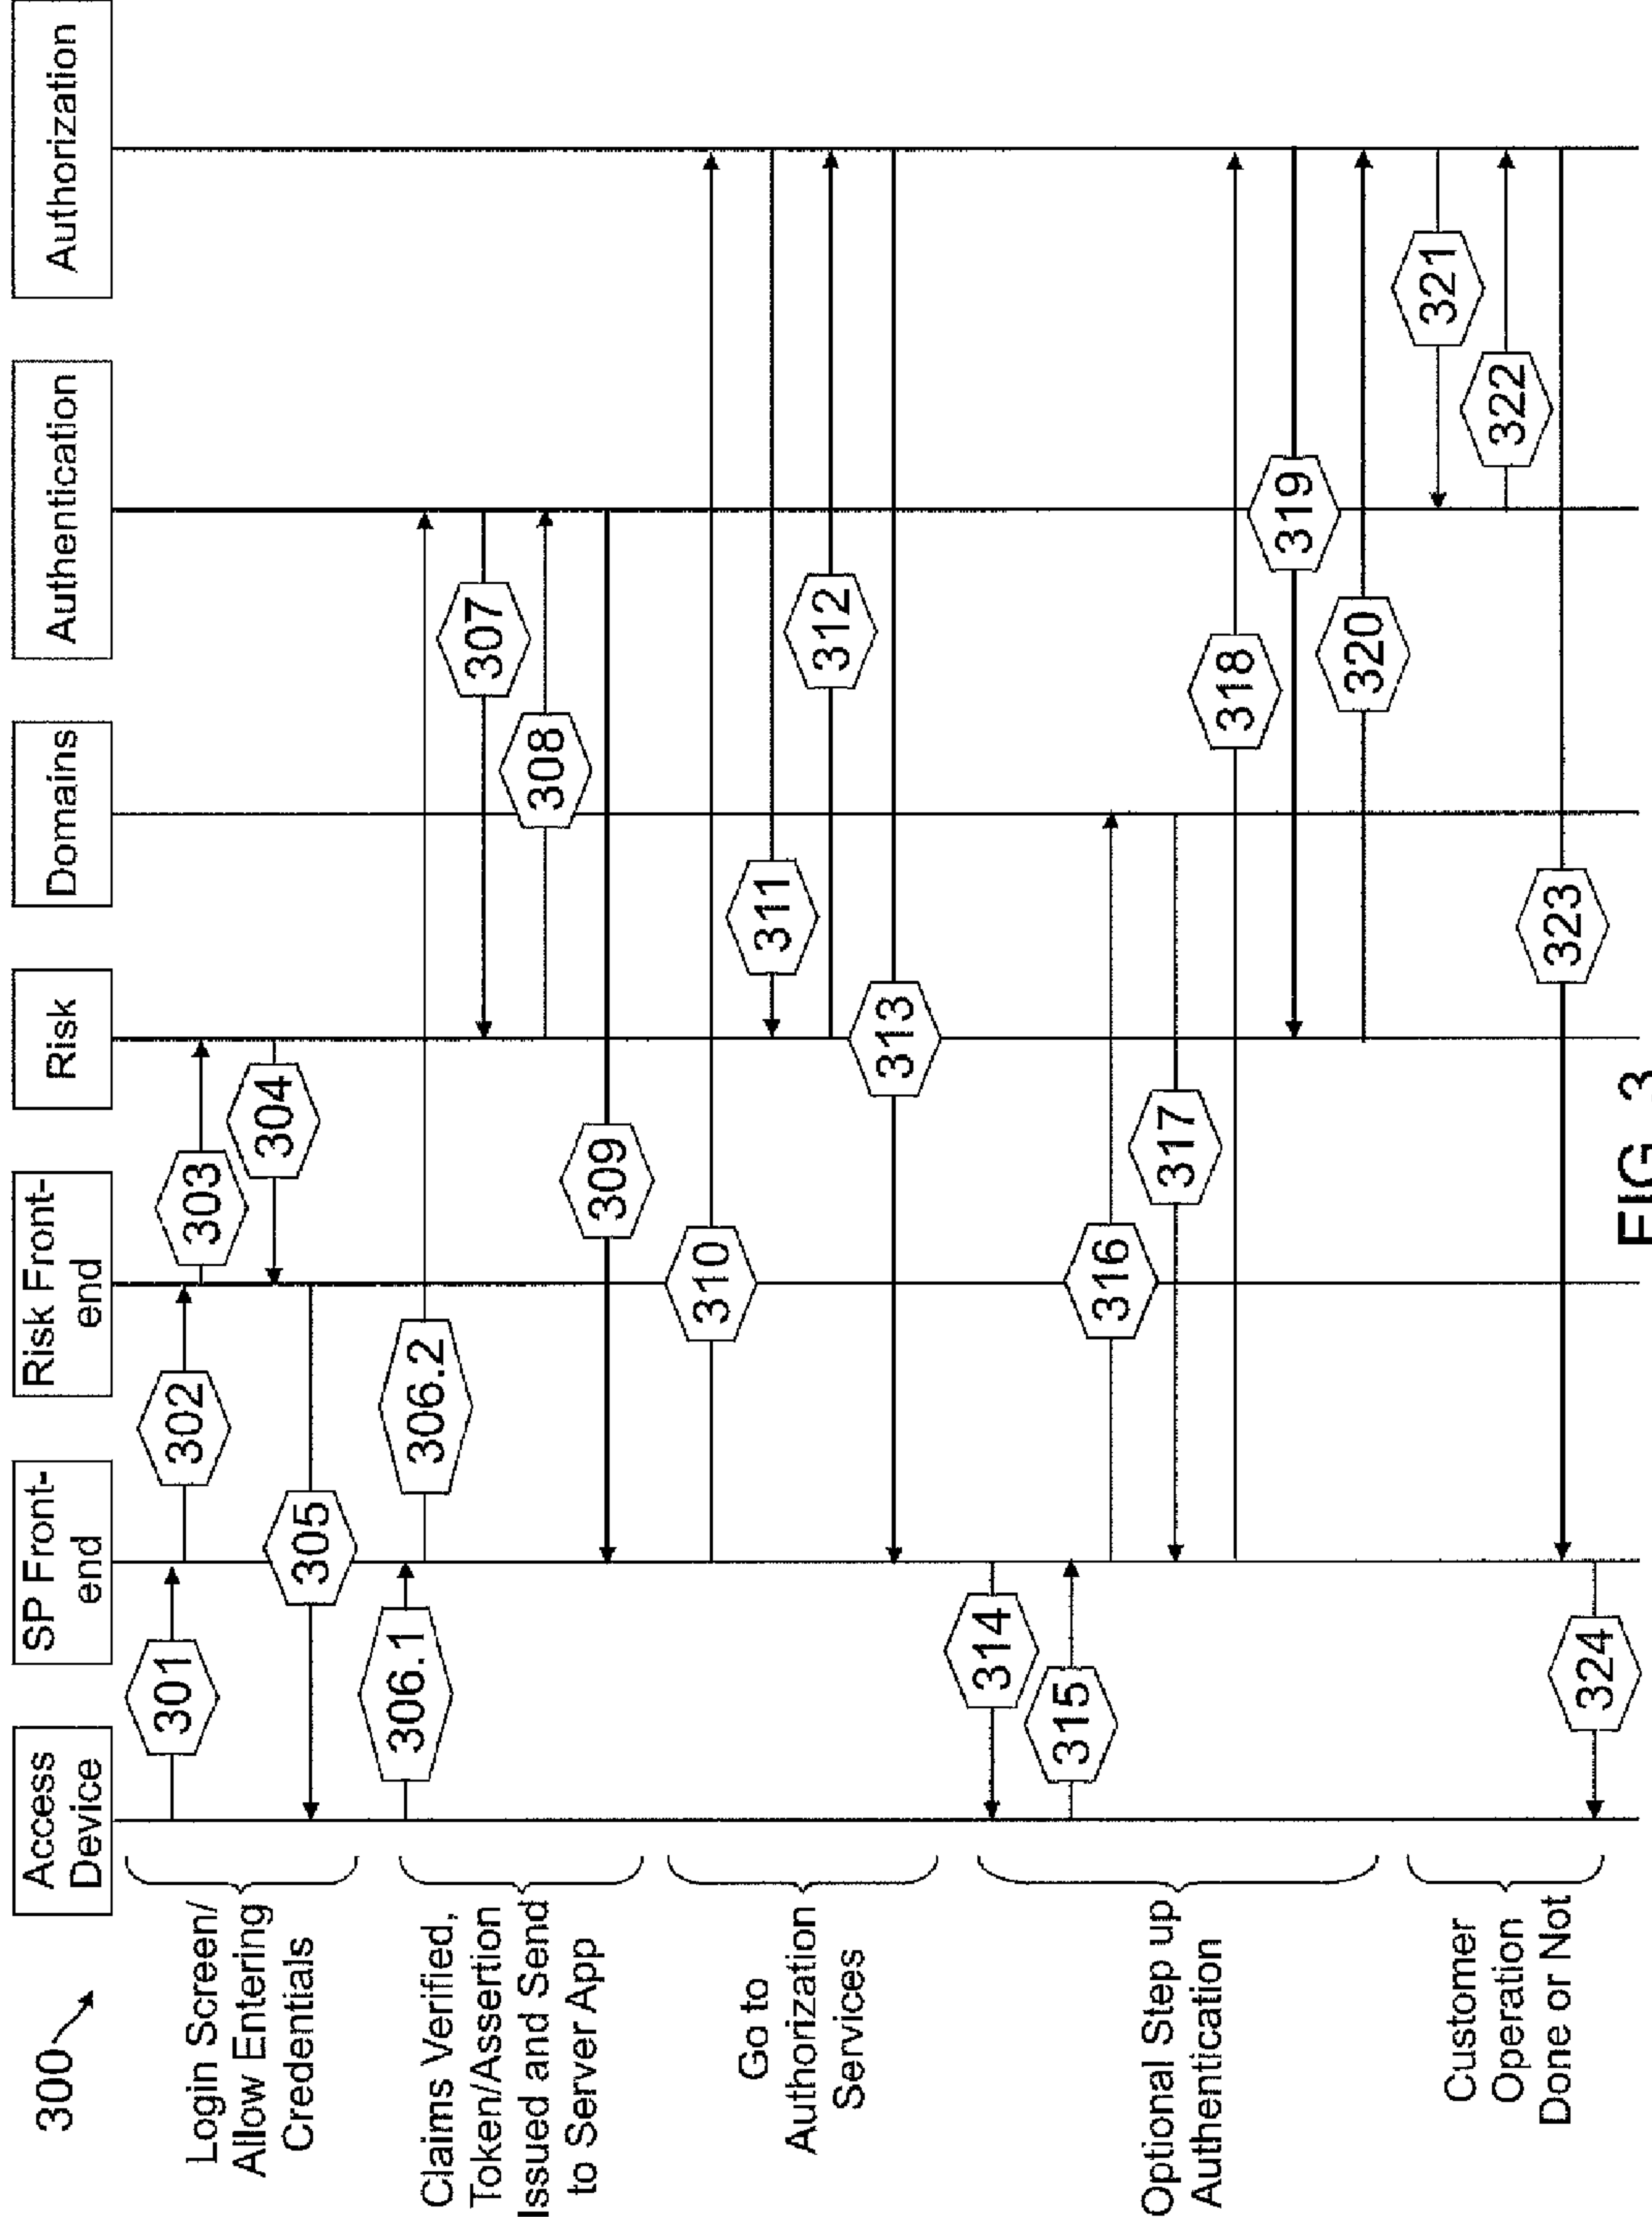 300
Access
Device
SP Front-
end
Risk Front-
end
Risk
Domains
Authentication
Authorization
Login Screen/
Allow Entering
Credentials
301
302
303
304
305
Claims Verified,
Token/Assertion
Issued and Send
to Server App
306.1
306.2
307
308
309
Go to
Authorization
Services
310
311
312
313
Optional Step up
Authentication
314
315
316
317
318
319
320
Customer
Operation
Done or Not
321
322
323
324
FIG. 3